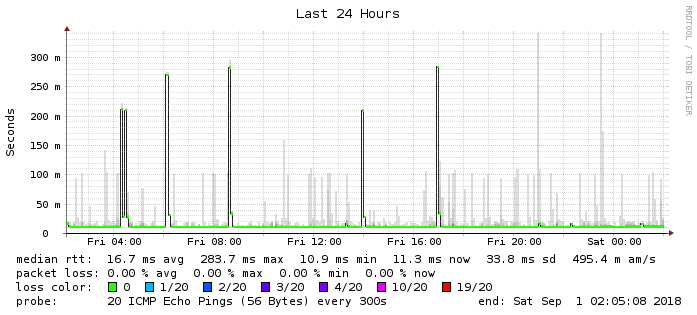 Last 24 Hours
RRDTOOL / TOBI OETIKER
Seconds
300 m
250 m
200 m
150 m
100 m
50 m
0
Fri 04:00 Fri 08:00 Fri 12:00 Fri 16:00 Fri 20:00 Sat 00:00
median rtt: 16.7 ms avg 283.7 ms max 10.9 ms min 11.3 ms now 33.8 ms sd 495.4 m am/s
packet loss: 0.00 % avg 0.00 % max 0.00 % min 0.00 % now
loss color: 0 1/20 2/20 3/20 4/20 10/20 19/20
probe: 20 ICMP Echo Pings (56 Bytes) every 300s end: Sat Sep 1 02:05:08 2018